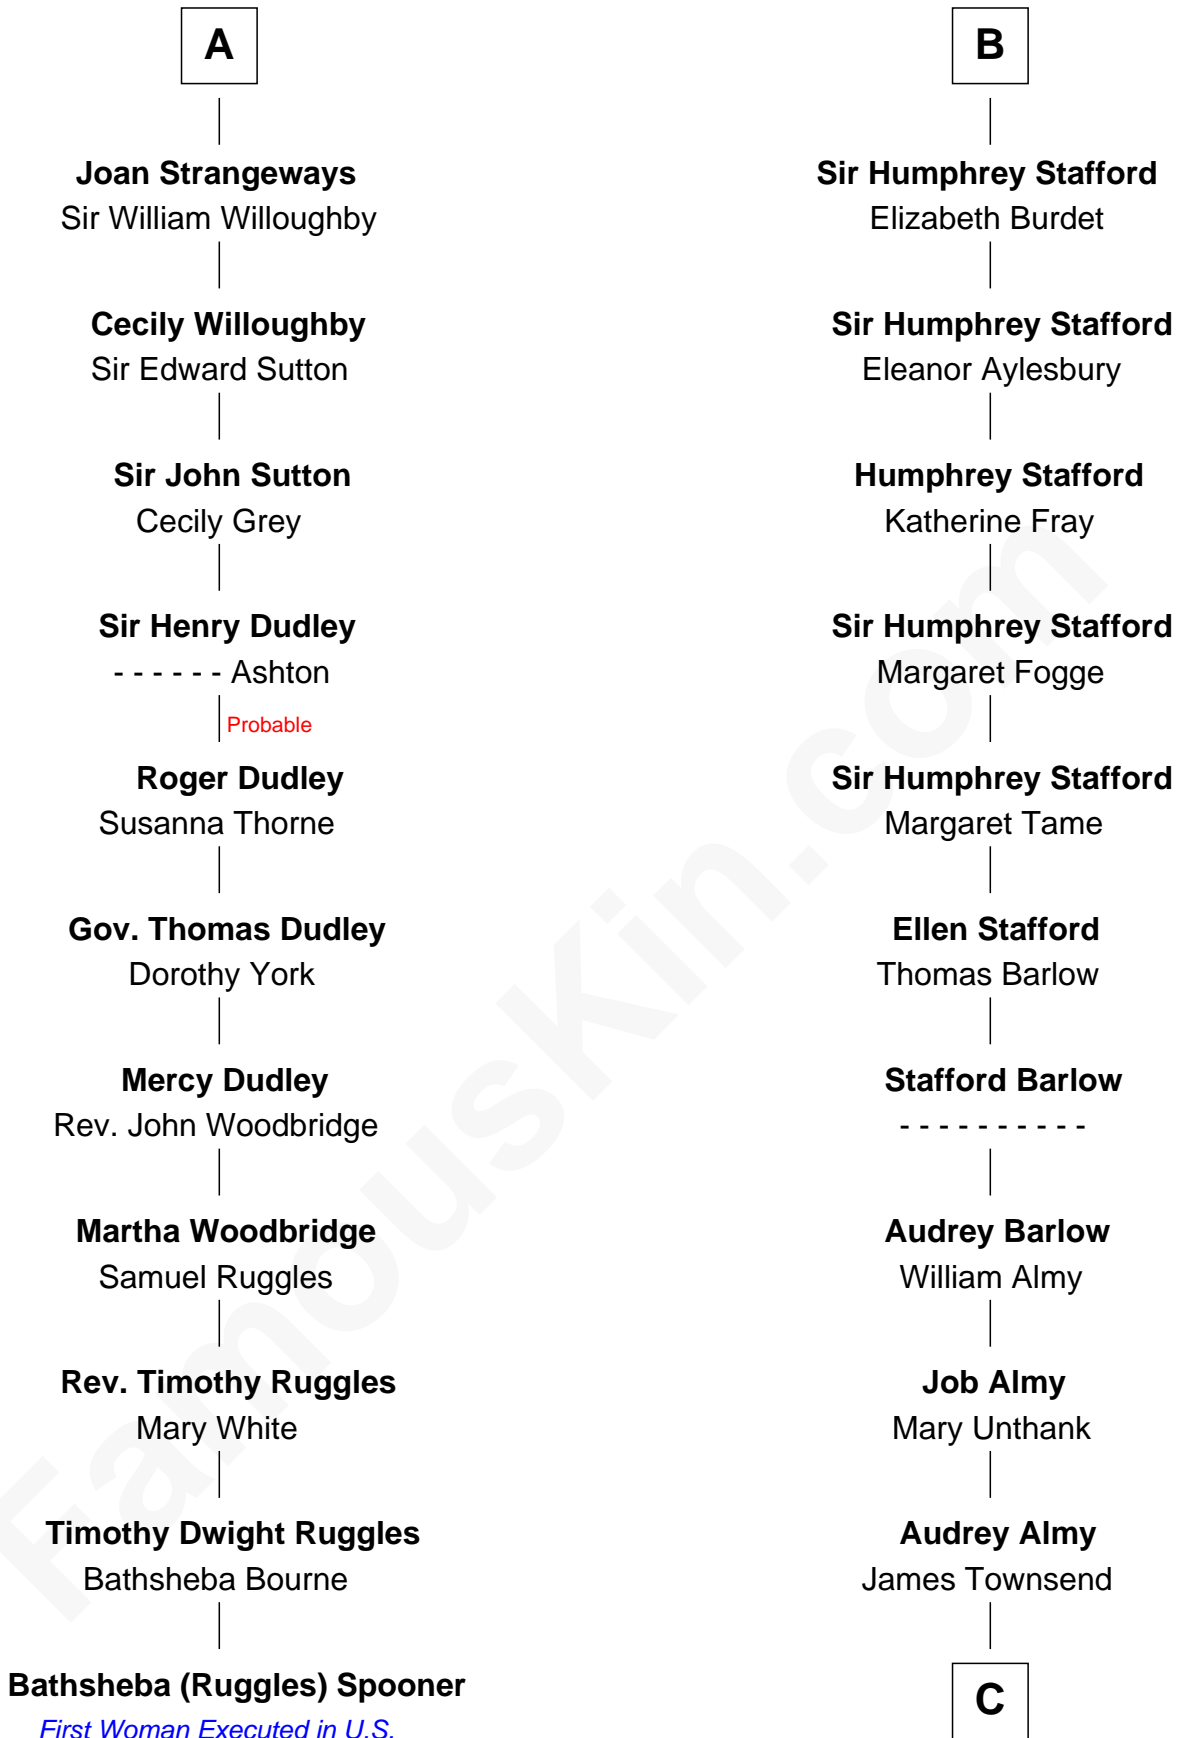 A
Joan Strangeways
Sir William Willoughby
Cecily Willoughby
Sir Edward Sutton
Sir John Sutton
Cecily Grey
Sir Henry Dudley
- - - - - - Ashton
Probable
Roger Dudley
Susanna Thorne
Gov. Thomas Dudley
Dorothy York
Mercy Dudley
Rev. John Woodbridge
Martha Woodbridge
Samuel Ruggles
Rev. Timothy Ruggles
Mary White
Timothy Dwight Ruggles
Bathsheba Bourne
Bathsheba (Ruggles) Spooner
First Woman Executed in U.S.
B
Sir Humphrey Stafford
Elizabeth Burdet
Sir Humphrey Stafford
Eleanor Aylesbury
Humphrey Stafford
Katherine Fray
Sir Humphrey Stafford
Margaret Fogge
Sir Humphrey Stafford
Margaret Tame
Ellen Stafford
Thomas Barlow
Stafford Barlow
- - - - - - - - - -
Audrey Barlow
William Almy
Job Almy
Mary Unthank
Audrey Almy
James Townsend
C
FamousKin.com